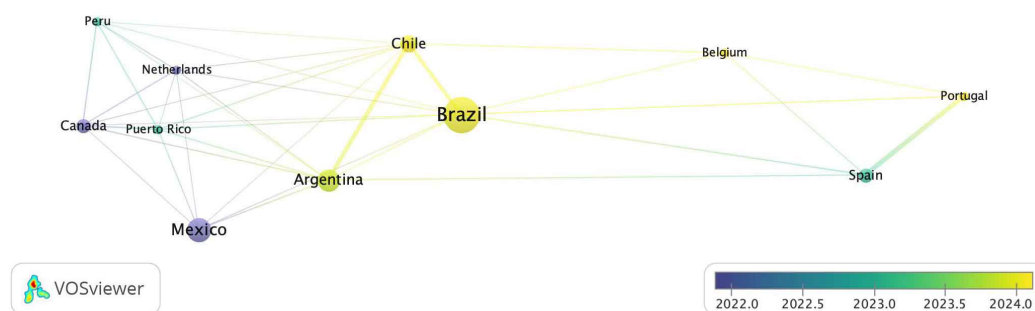 Peru
Chile
Belgium
Netherlands
Portugal
Brazil
Canada
Puerto Rico
Spain
Argentina
Mexico
VOSviewer
2022.0 2022.5 2023.0 2023.5 2024.0